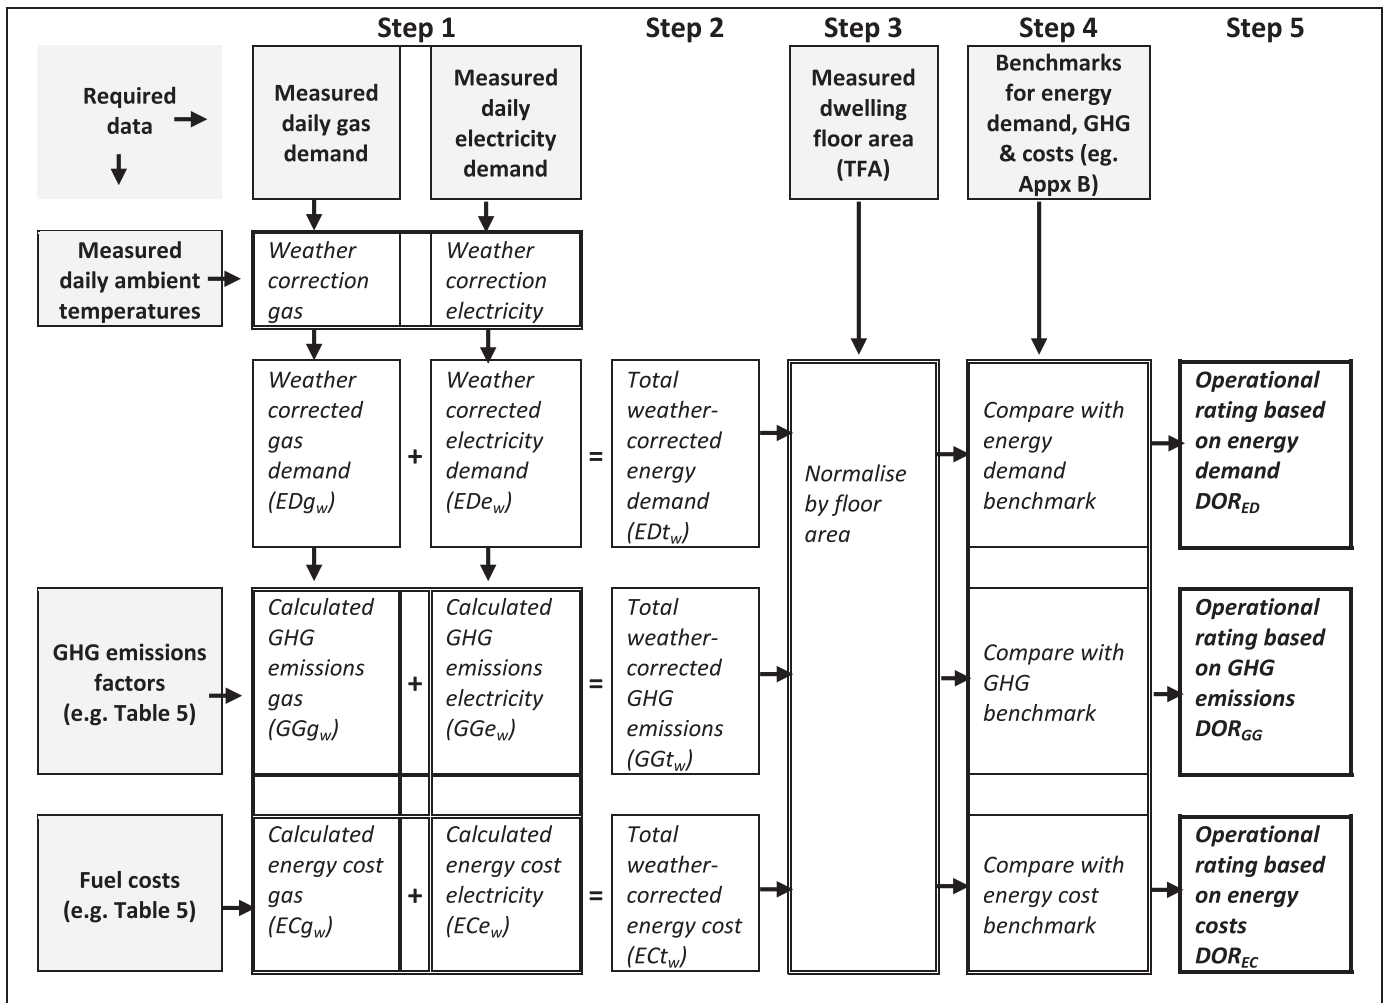 Step 1
Step 2
Step 3
Step 4
Step 5
Required
data
Measured
daily gas
demand
Measured
daily
electricity
demand
Measured
dwelling
floor area
(TFA)
Benchmarks
for energy
demand, GHG
& costs (eg.
Appx B)
Measured
daily ambient
temperatures
Weather
correction
gas
Weather
correction
electricity
Weather
corrected
gas
demand
(EDgw)
+
Weather
corrected
electricity
demand
(EDew)
=
Total
weather-
corrected
energy
demand
(EDtw)
Normalise
by floor
area
Compare with
energy
demand
benchmark
Operational
rating based
on energy
demand
DORED
GHG emissions
factors
(e.g. Table 5)
Calculated
GHG
emissions
gas
(GGgw)
+
Calculated
GHG
emissions
electricity
(GGew)
=
Total
weather-
corrected
GHG
emissions
(GGtw)
Compare with
GHG
benchmark
Operational
rating based
on GHG
emissions
DORGG
Fuel costs
(e.g. Table 5)
Calculated
energy cost
gas
(ECgw)
+
Calculated
energy cost
electricity
(ECew)
=
Total
weather-
corrected
energy cost
(ECtw)
Compare with
energy cost
benchmark
Operational
rating based
on energy
costs
DOREC